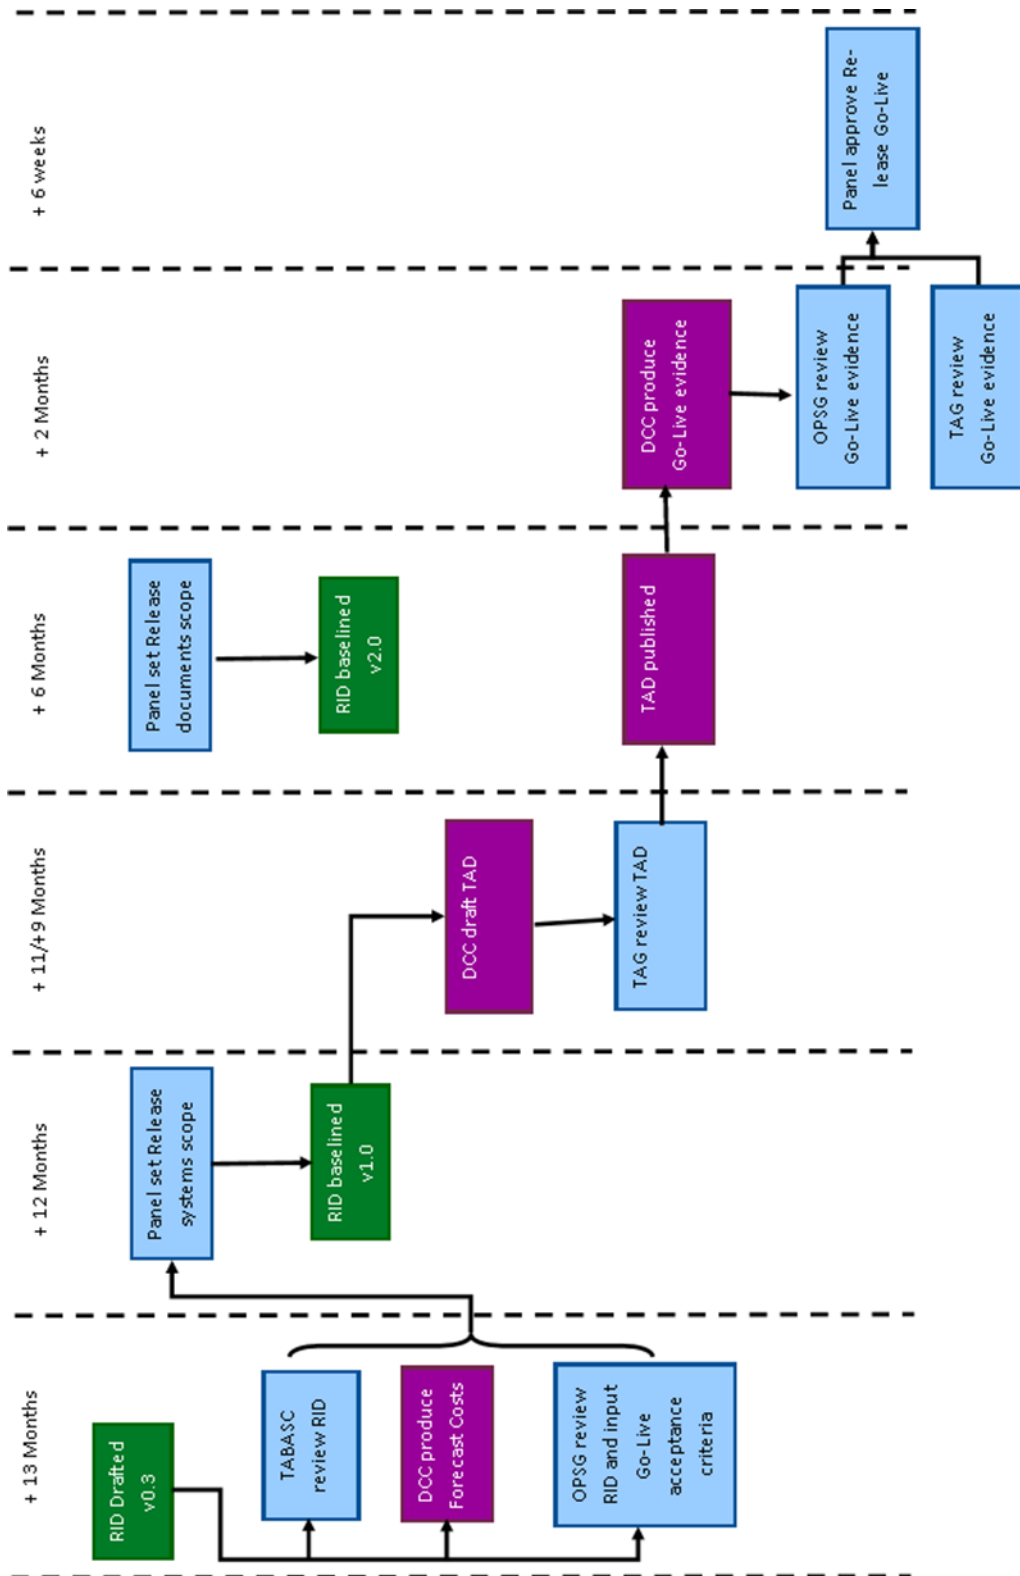 + 13 Months
RID Drafted
v0.3
TABASC
review RID
DCC produce
Forecast Costs
OPSG review
RID and input
Go-Live
acceptance
criteria
+ 12 Months
Panel set Release
systems scope
RID baselined
v1.0
+ 11/+9 Months
DCC draft TAD
TAG review TAD
+ 6 Months
Panel set Release
documents scope
RID baselined
v2.0
TAD published
+ 2 Months
DCC produce
Go-Live evidence
OPSG review
Go-Live evidence
TAG review
Go-Live evidence
+ 6 weeks
Panel approve Re-
lease Go-Live